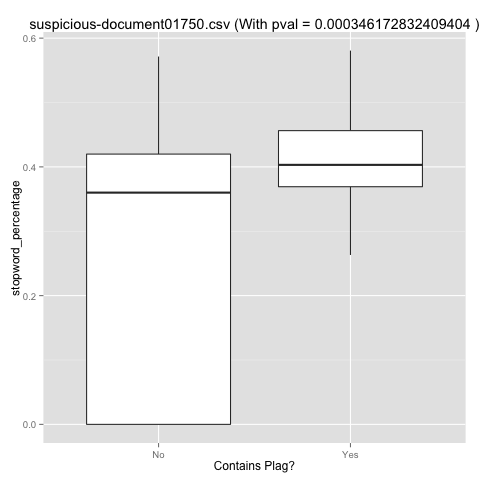 suspicious-document01750.csv (With pval = 0.000346172832409404 )
0.6
0.4
0.2
0.0
stopword_percentage
No
Yes
Contains Plag?